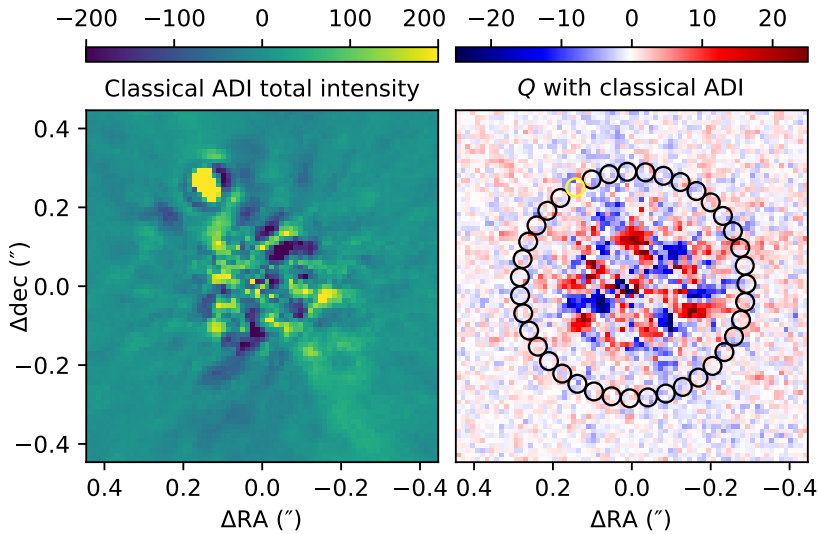 −200 −100 0 100 200
−20 −10 0 10 20
Classical ADI total intensity
Q with classical ADI
0.4
0.2
0.0
−0.2
−0.4
Δdec (″)
0.4 0.2 0.0 −0.2 −0.4
0.4 0.2 0.0 −0.2 −0.4
ΔRA (″)
ΔRA (″)